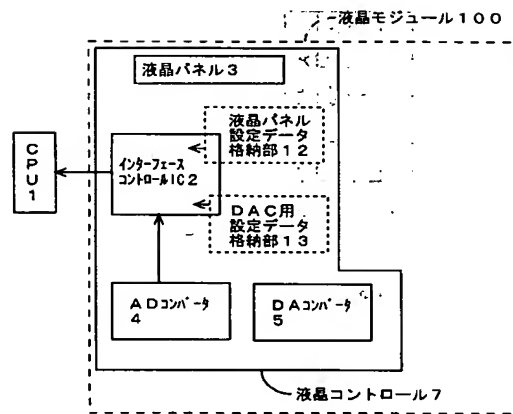 液晶モジュール１００
液晶パネル３
CPU1
インターフェース
コントロールIC2
液晶パネル
設定データ
格納部１２
DAC用
設定データ
格納部１３
ADコンバータ
4
DAコンバータ
5
液晶コントロール７